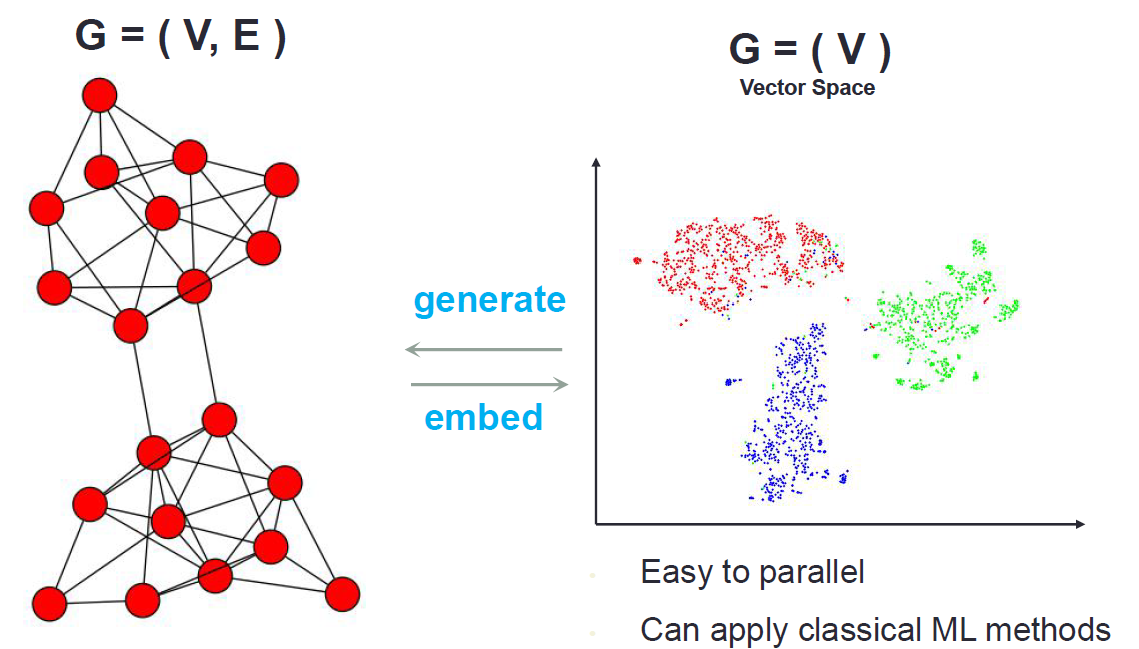 G = ( V, E )
G = ( V )
Vector Space
generate
embed
Easy to parallel
Can apply classical ML methods